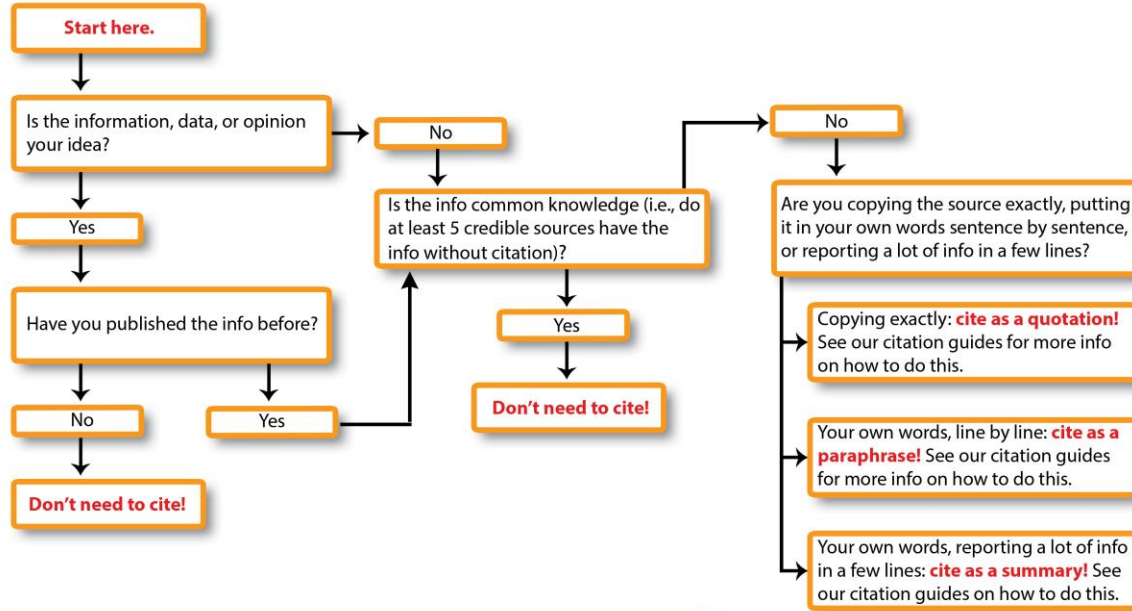 Start here.
Is the information, data, or opinion
your idea?
Yes
Have you published the info before?
No
Don't need to cite!
Yes
No
Is the info common knowledge (i.e., do
at least 5 credible sources have the
info without citation)?
Yes
Don't need to cite!
No
Are you copying the source exactly, putting
it in your own words sentence by sentence,
or reporting a lot of info in a few lines?
Copying exactly: cite as a quotation!
See our citation guides for more info
on how to do this.
Your own words, line by line: cite as a
paraphrase! See our citation guides
for more info on how to do this.
Your own words, reporting a lot of info
in a few lines: cite as a summary! See
our citation guides on how to do this.